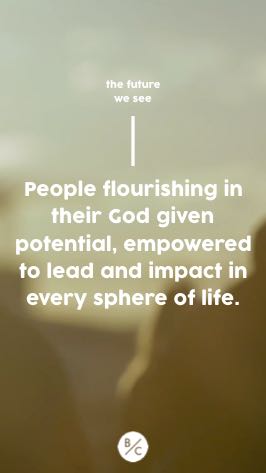 the future
we see
People flourishing in
their God given
potential, empowered
to lead and impact in
every sphere of life.
B/C